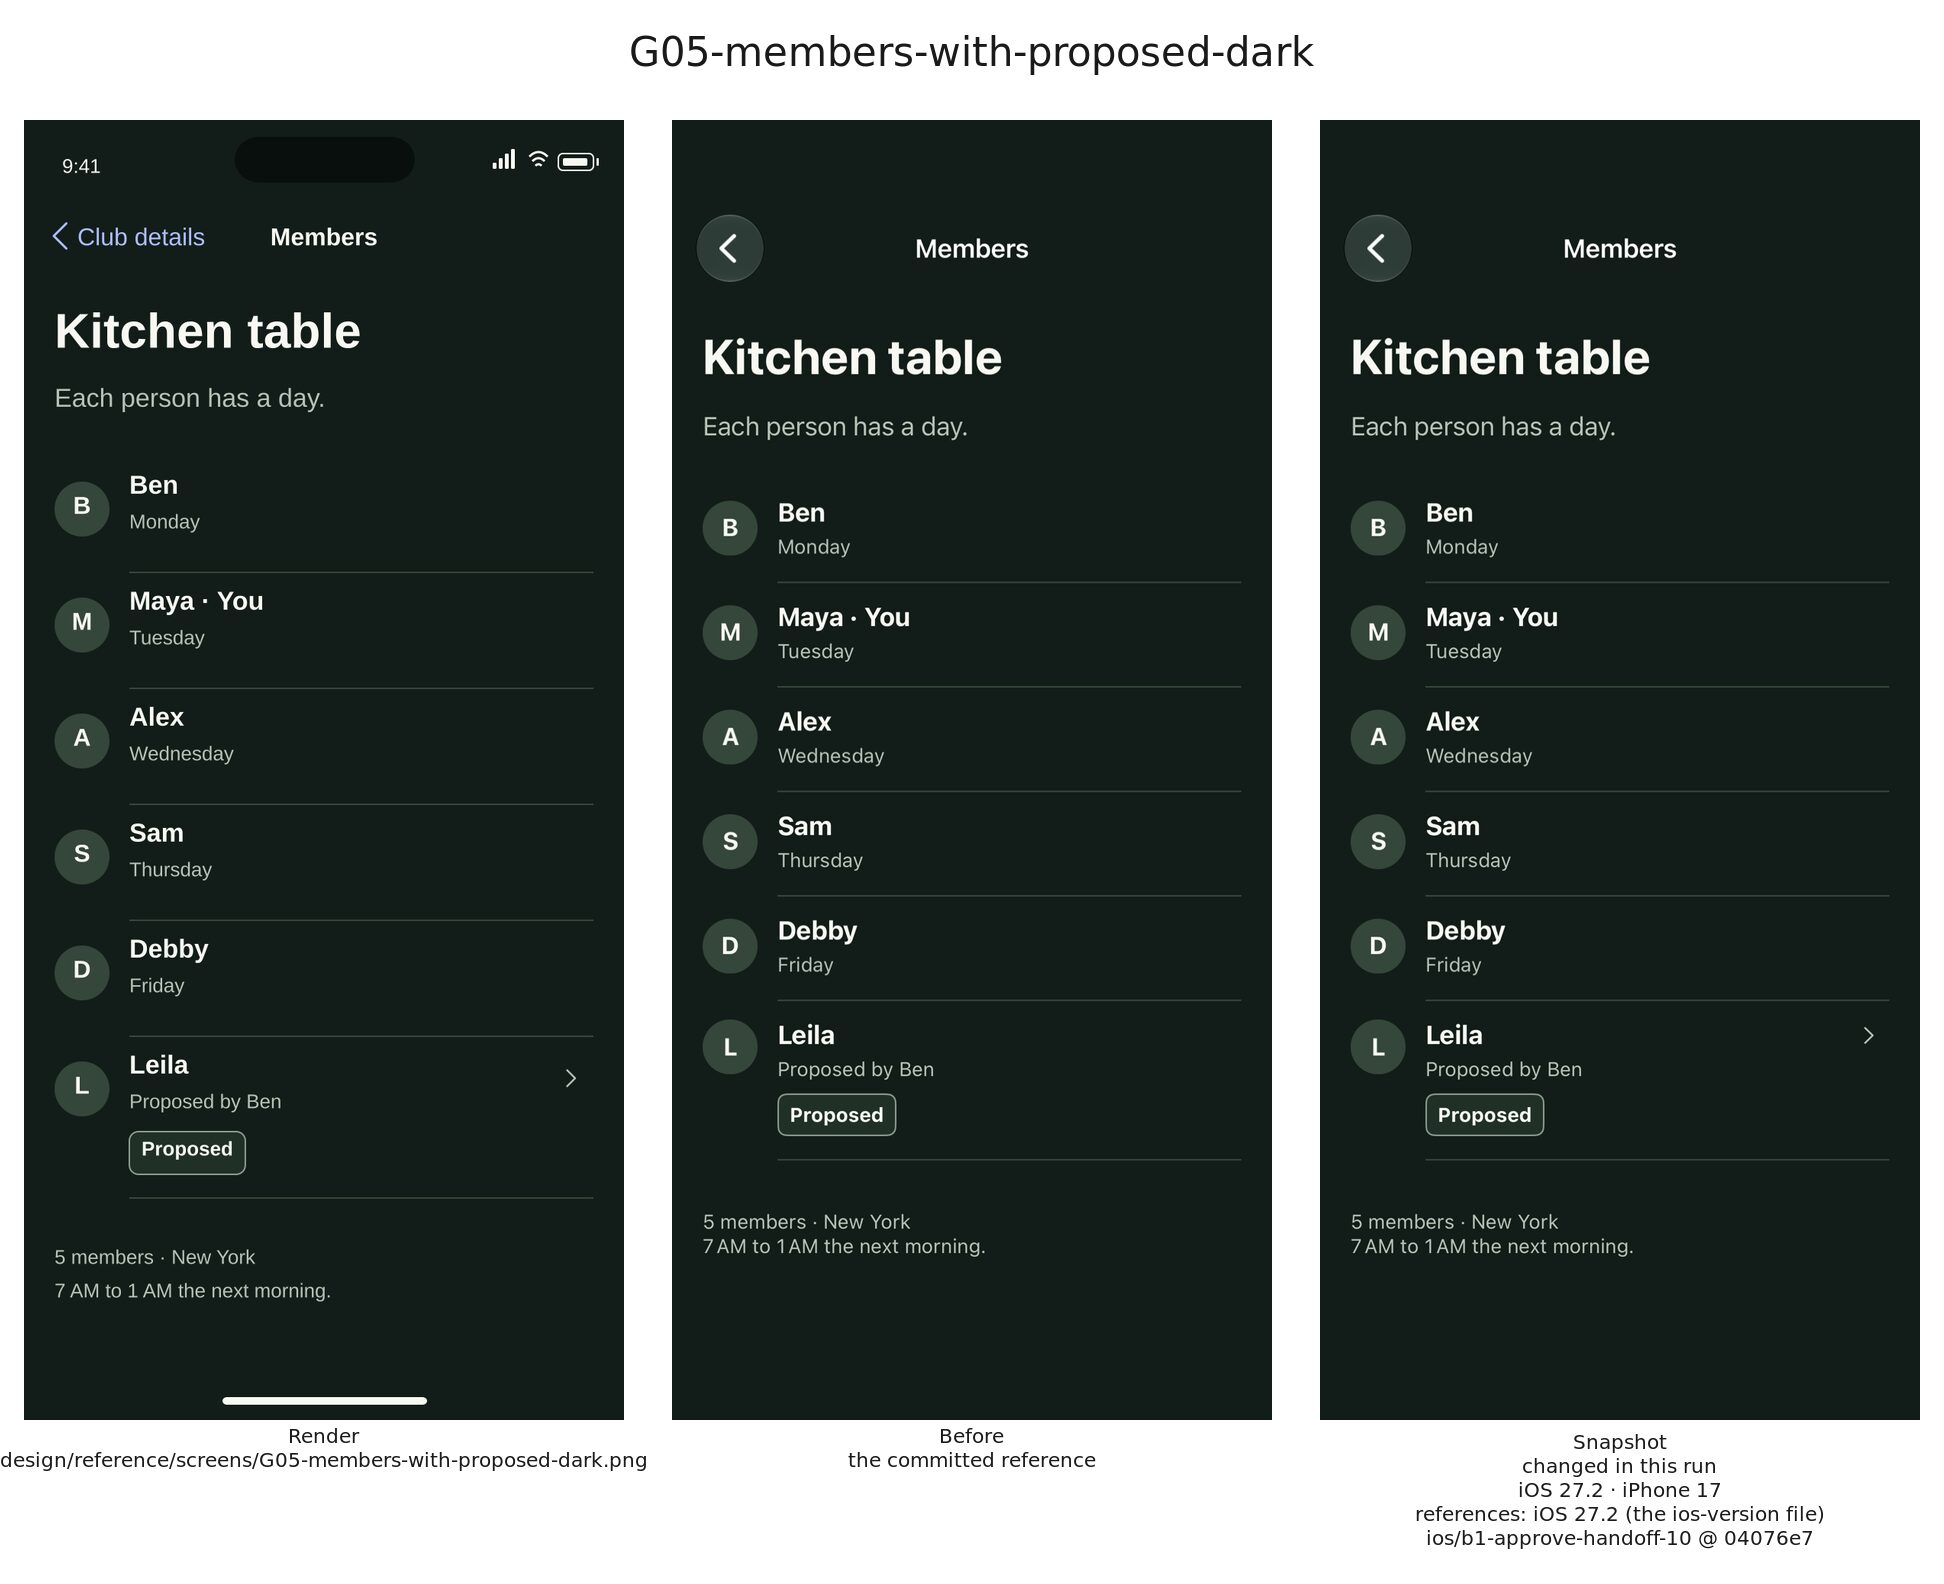 G05-members-with-proposed-dark
9:41
Club details
Members
Kitchen table
Each person has a day.
B
Ben
Monday
M
Maya · You
Tuesday
A
Alex
Wednesday
S
Sam
Thursday
D
Debby
Friday
L
Leila
Proposed by Ben
Proposed
5 members · New York
7 AM to 1 AM the next morning.
Render
design/reference/screens/G05-members-with-proposed-dark.png
Members
Kitchen table
Each person has a day.
B
Ben
Monday
M
Maya · You
Tuesday
A
Alex
Wednesday
S
Sam
Thursday
D
Debby
Friday
L
Leila
Proposed by Ben
Proposed
5 members · New York
7 AM to 1 AM the next morning.
Before
the committed reference
Members
Kitchen table
Each person has a day.
B
Ben
Monday
M
Maya · You
Tuesday
A
Alex
Wednesday
S
Sam
Thursday
D
Debby
Friday
L
Leila
Proposed by Ben
Proposed
5 members · New York
7 AM to 1 AM the next morning.
Snapshot
changed in this run
iOS 27.2 · iPhone 17
references: iOS 27.2 (the ios-version file)
ios/b1-approve-handoff-10 @ 04076e7